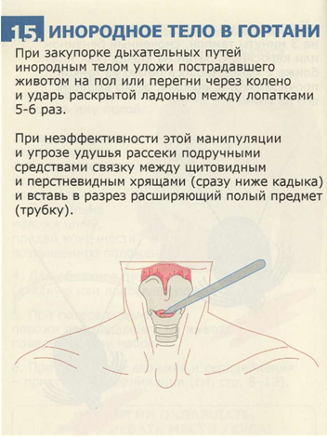 15. ИНОРОДНОЕ ТЕЛО В ГОРТАНИ
При закупорке дыхательных путей
инородным телом уложи пострадавшего
животом на пол или перегни через колено
и ударь раскрытой ладонью между лопатками
5-6 раз.
При неэффективности этой манипуляции
и угрозе удушья рассеки подручными
средствами связку между щитовидным
и перстневидным хрящами (сразу ниже кадыка)
и вставь в разрез расширяющий полый предмет
(трубку).